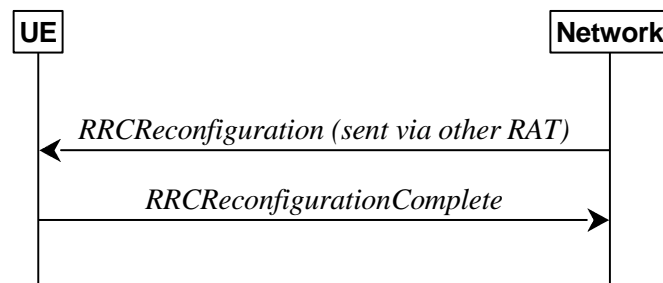 UE
Network
RRCReconfiguration (sent via other RAT)
RRCReconfigurationComplete